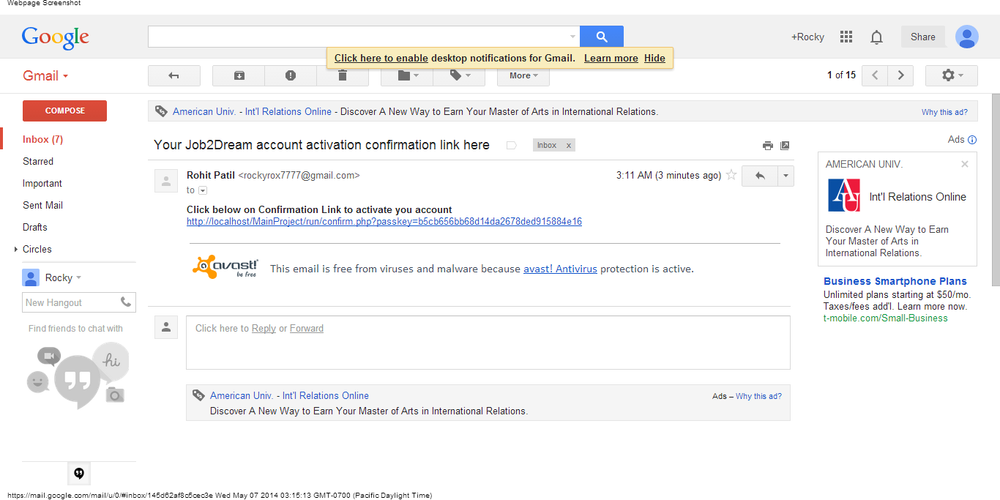 Webpage Screenshot
Google
+Rocky
Share
Click here to enable desktop notifications for Gmail. Learn more Hide
Gmail
More
1 of 15
COMPOSE
American Univ. - Int'l Relations Online - Discover A New Way to Earn Your Master of Arts in International Relations.
Why this ad?
Inbox (7)
Starred
Important
Sent Mail
Drafts
Circles
Rocky
New Hangout
Find friends to chat with
hi
Your Job2Dream account activation confirmation link here
Inbox x
Rohit Patil <rockyrox7777@gmail.com>
3:11 AM (3 minutes ago)
to
Click below on Confirmation Link to activate you account
http://localhost/MainProject/run/confirm.php?passkey=b5cb656bb68d14da2678ded915884e16
avast!
be free
This email is free from viruses and malware because avast! Antivirus protection is active.
Click here to Reply or Forward
American Univ. - Int'l Relations Online
Ads – Why this ad?
Discover A New Way to Earn Your Master of Arts in International Relations.
Ads
AMERICAN UNIV.
Int'l Relations Online
Discover A New Way to Earn
Your Master of Arts in
International Relations.
Business Smartphone Plans
Unlimited plans starting at $50/mo.
Taxes/fees add'l. Learn more now.
t-mobile.com/Small-Business
https://mail.google.com/mail/u/0/#inbox/145d62af8c5cec3e Wed May 07 2014 03:15:13 GMT-0700 (Pacific Daylight Time)